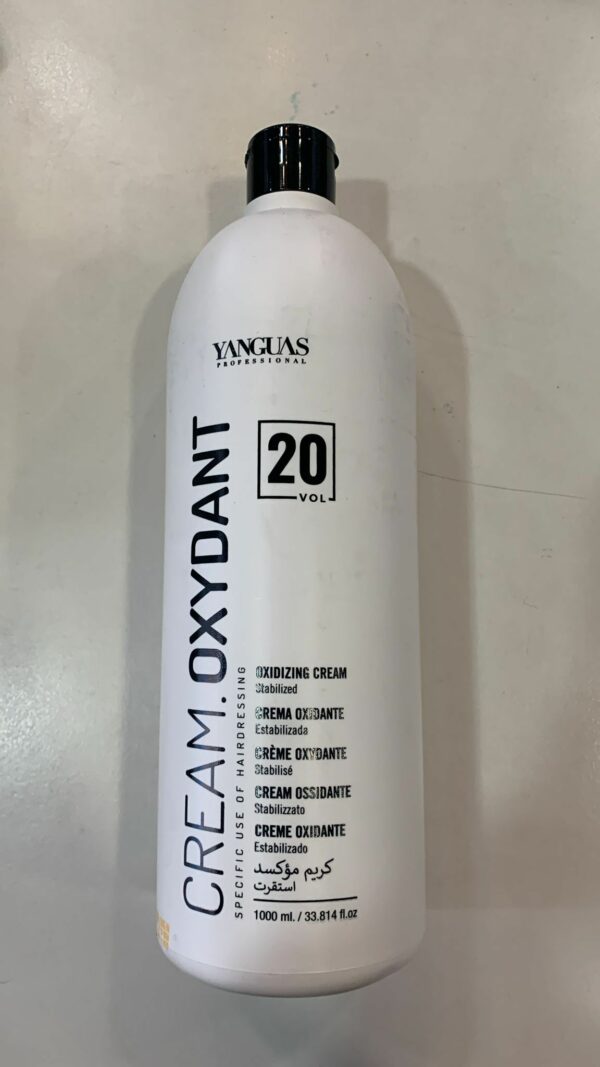 YANGUAS
PROFESSIONAL
20
VOL
CREAM.OXYDANT
SPECIFIC USE OF HAIRDRESSING
OXIDIZING CREAM
Stabilized
CREMA OXIDANTE
Estabilizada
CRÈME OXYDANTE
Stabilisé
CREAM OSSIDANTE
Stabilizzato
CREME OXIDANTE
Estabilizado
كريم مؤكسد
استقرت
1000 ml. / 33.814 fl.oz